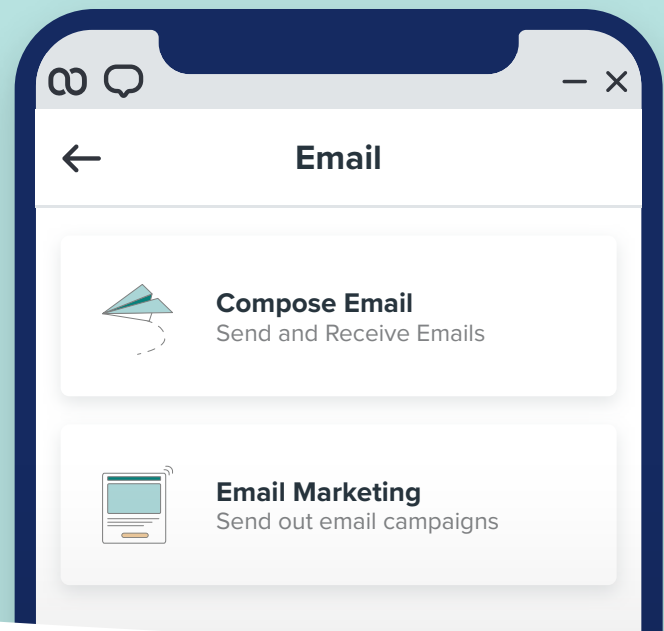 Email
Compose Email
Send and Receive Emails
Email Marketing
Send out email campaigns